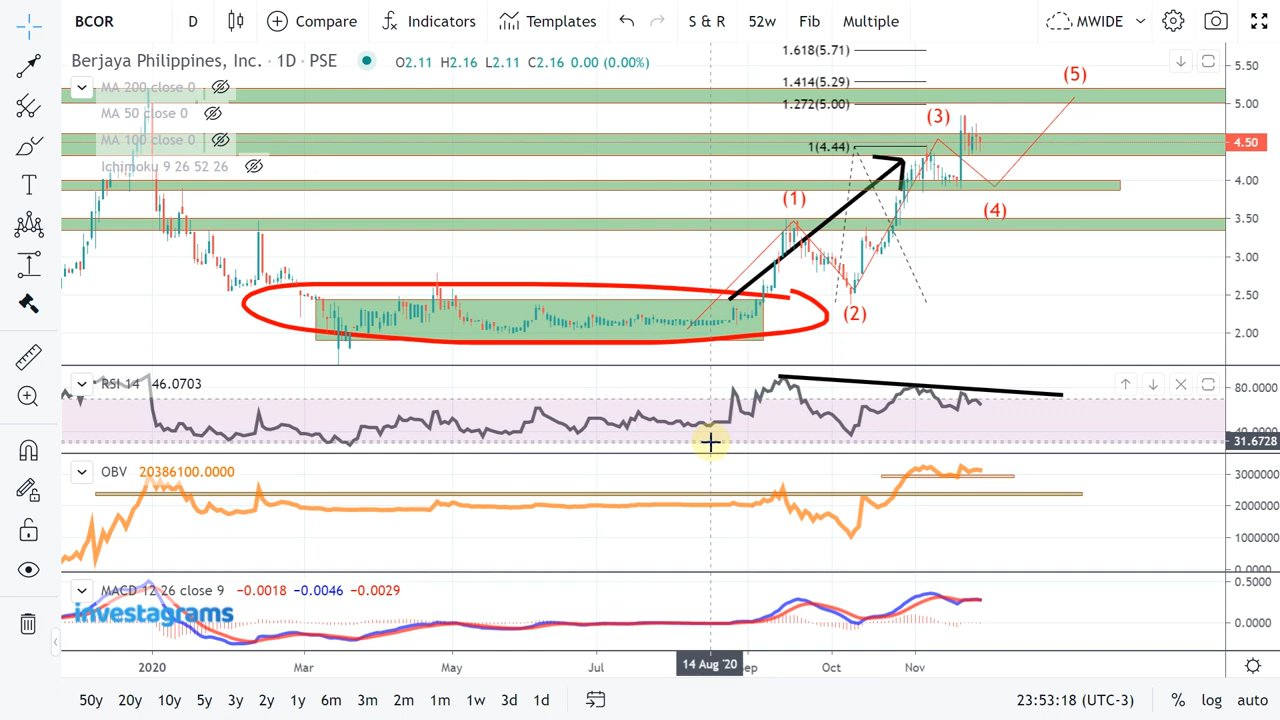 BCOR D Compare Indicators Templates S & R 52w Fib Multiple MWIDE
Berjaya Philippines, Inc. · 1D · PSE O2.11 H2.16 L2.11 C2.16 0.00 (0.00%)
MA 200 close 0
MA 50 close 0
MA 100 close 0
Ichimoku 9 26 52 26
1.618(5.71)
1.414(5.29)
1.272(5.00)
1(4.44)
(1)
(2)
(3)
(4)
(5)
5.50
5.00
4.50
4.00
3.50
3.00
2.50
2.00
RSI 14 46.0703
80.0000
40.0000
31.6728
OBV 20386100.0000
3000000
2000000
1000000
0.0000
MACD 12 26 close 9 −0.0018 −0.0046 −0.0029
investagrams
0.5000
0.0000
2020 Mar May Jul 14 Aug '20 ep Oct Nov
50y 20y 10y 5y 3y 2y 1y 6m 3m 2m 1m 1w 3d 1d 23:53:18 (UTC-3) % log auto